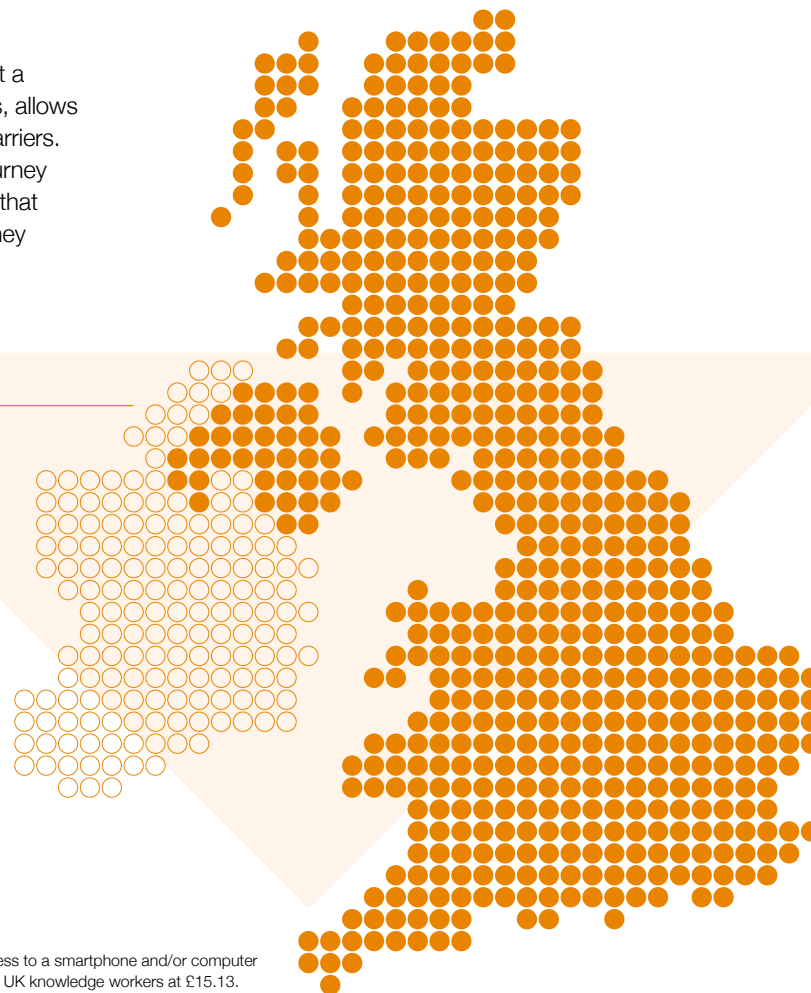 t a
s, allows
arriers.
urney
that
ney
ess to a smartphone and/or computer
UK knowledge workers at £15.13.